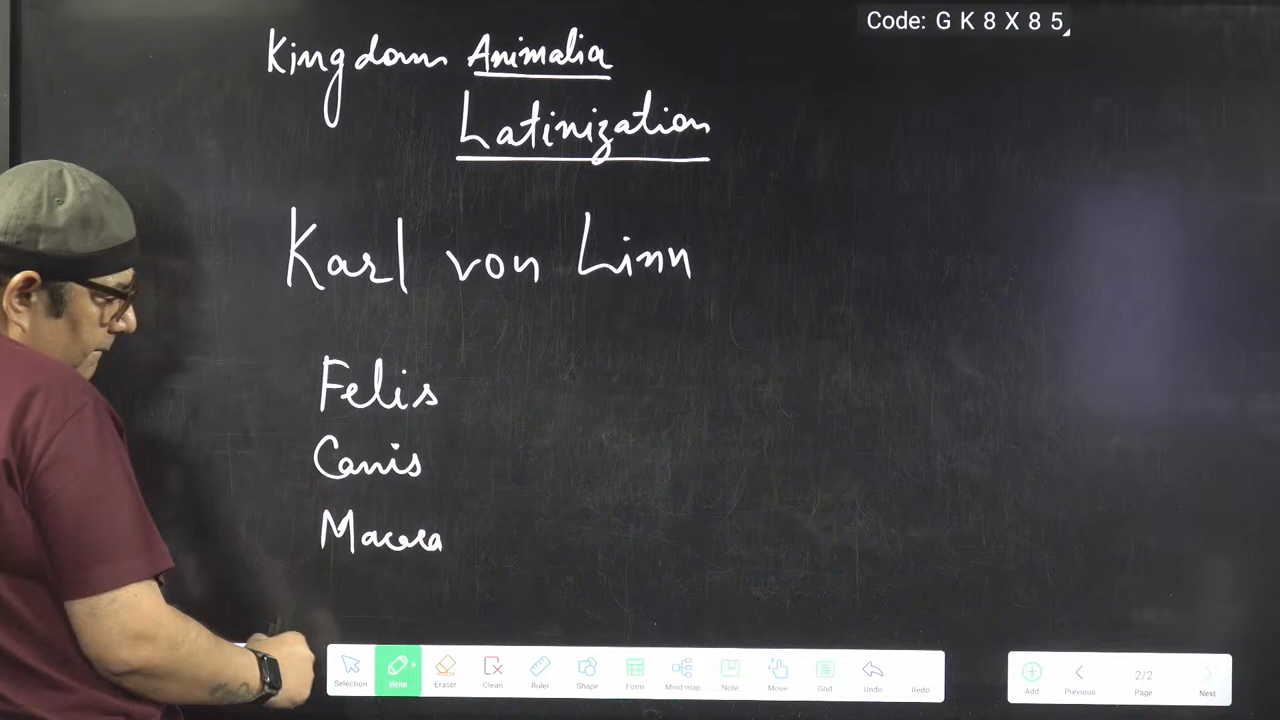 Code: G K 8 X 8 5
Kingdom Animalia
Latinization
Karl von Linn
Felis
Canis
Macaca
Selection Write Eraser Clean Ruler Shape Form Mind map Note Move Grid Undo Redo
Add Previous 2/2 Page Next